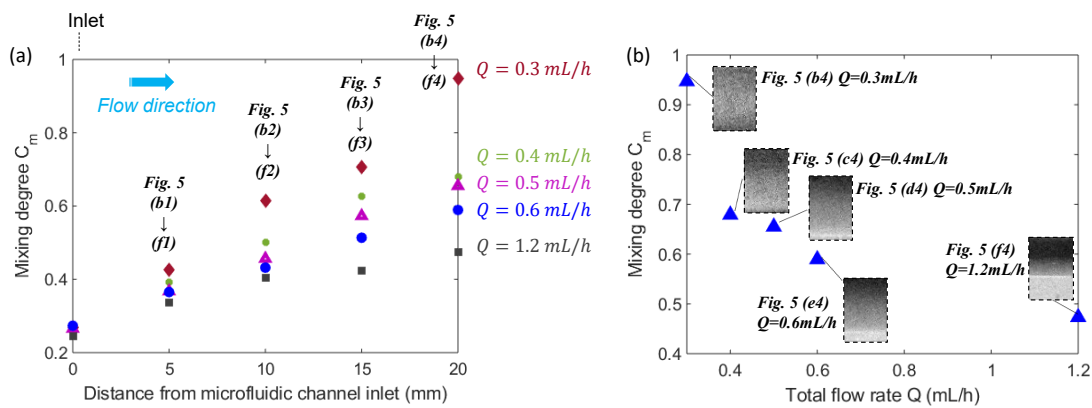 Inlet
(a)
Flow direction
Fig. 5
(b1)
(f1)
Fig. 5
(b2)
(f2)
Fig. 5
(b3)
(f3)
Fig. 5
(b4)
(f4)
Q = 0.3 mL/h
Q = 0.4 mL/h
Q = 0.5 mL/h
Q = 0.6 mL/h
Q = 1.2 mL/h
Mixing degree Cm
1
0.8
0.6
0.4
0.2
0 5 10 15 20
Distance from microfluidic channel inlet (mm)
(b)
Mixing degree Cm
1
0.9
0.8
0.7
0.6
0.5
0.4
Fig. 5 (b4) Q=0.3mL/h
Fig. 5 (c4) Q=0.4mL/h
Fig. 5 (d4) Q=0.5mL/h
Fig. 5 (e4)
Q=0.6mL/h
Fig. 5 (f4)
Q=1.2mL/h
0.4 0.6 0.8 1 1.2
Total flow rate Q (mL/h)